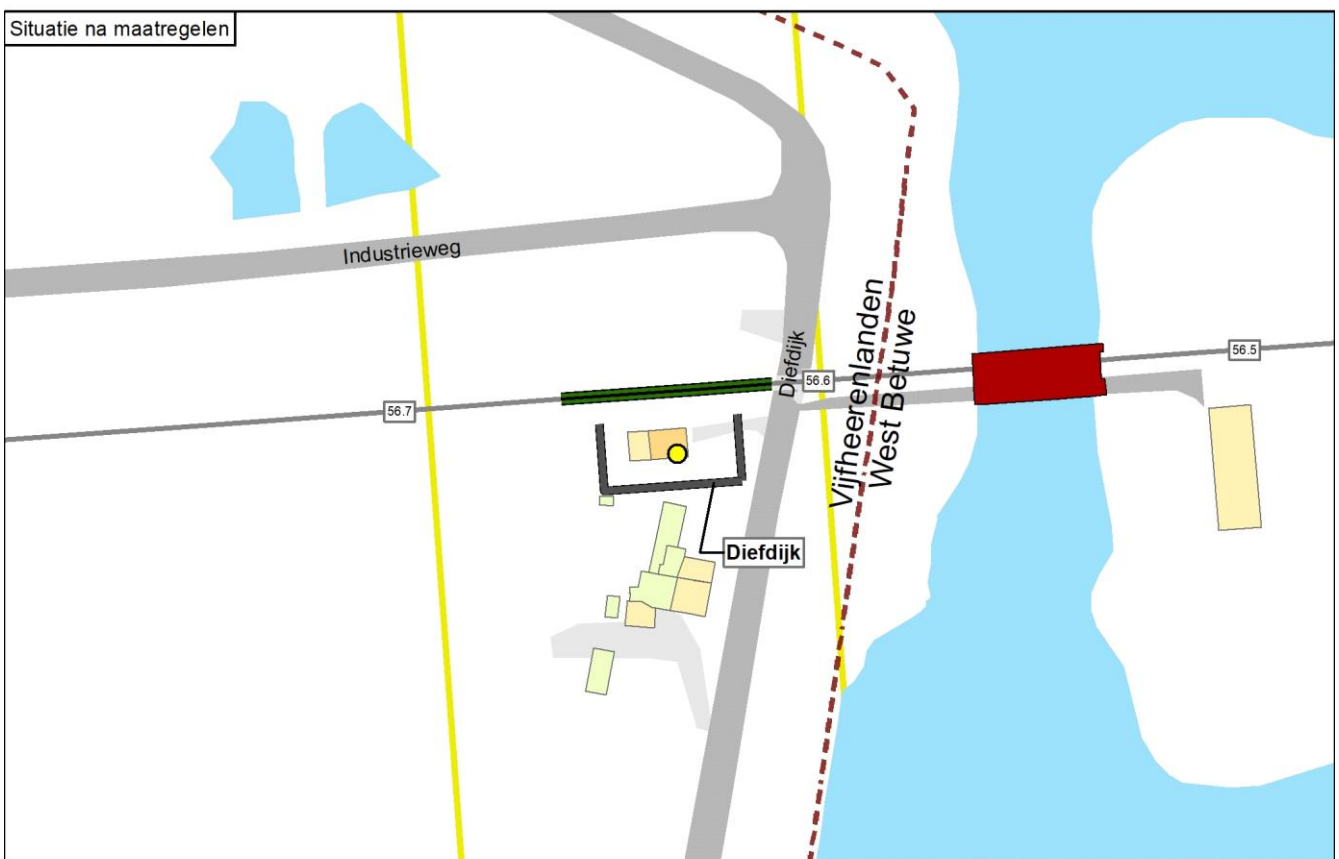 Situatie na maatregelen
Industrieweg
Diefdijk
Vijfheerenlanden
West Betuwe
56.5
56.6
56.7
Diefdijk